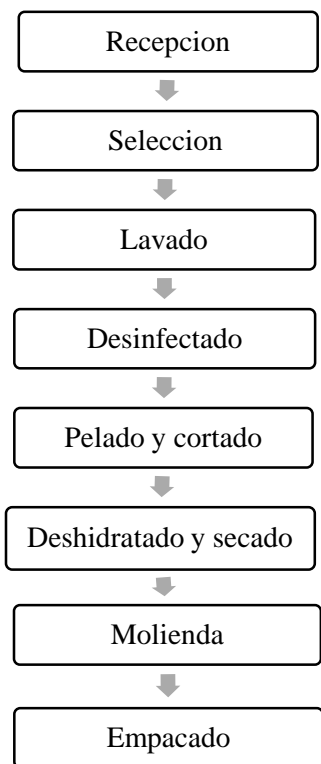 Recepcion
Seleccion
Lavado
Desinfectado
Pelado y cortado
Deshidratado y secado
Molienda
Empacado